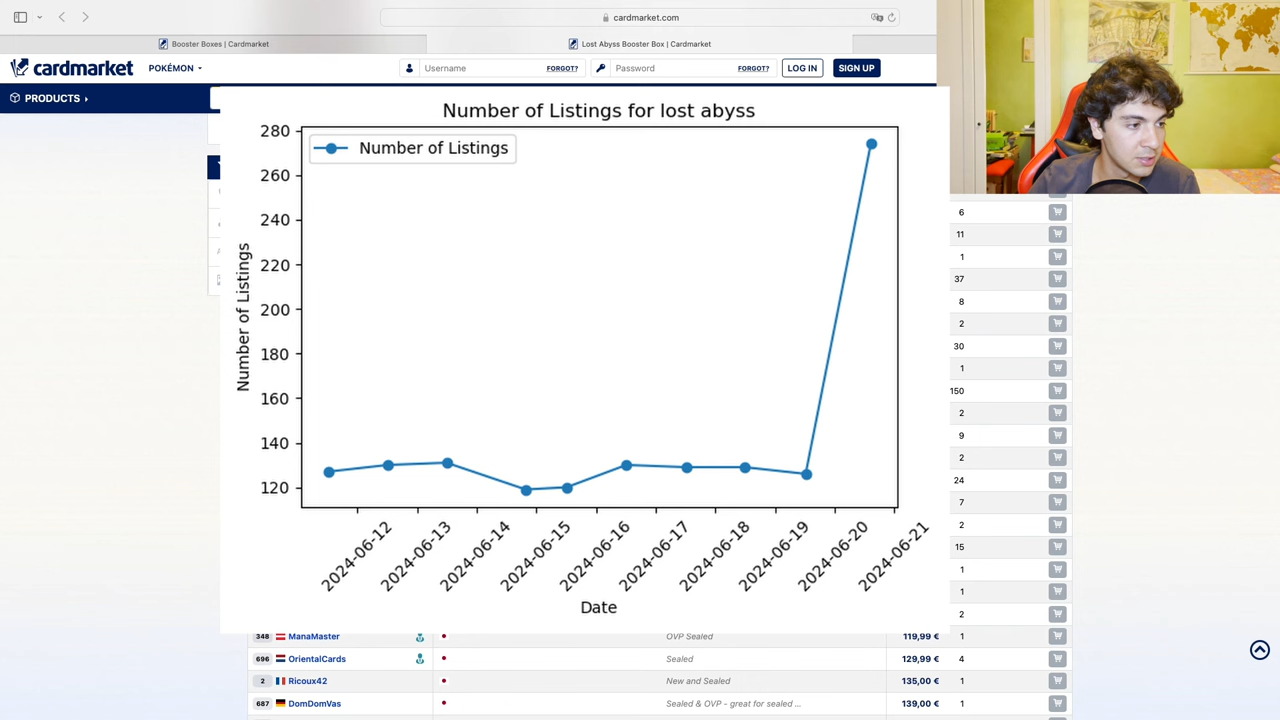 cardmarket.com
Booster Boxes | Cardmarket
Lost Abyss Booster Box | Cardmarket
cardmarket
POKÉMON
Username
FORGOT?
Password
FORGOT?
LOG IN
SIGN UP
PRODUCTS
Number of Listings for lost abyss
Number of Listings
Number of Listings
280
260
240
220
200
180
160
140
120
2024-06-12
2024-06-13
2024-06-14
2024-06-15
2024-06-16
2024-06-17
2024-06-18
2024-06-19
2024-06-20
2024-06-21
Date
6
11
1
37
8
2
30
1
150
2
9
2
24
7
2
15
1
1
2
348 ManaMaster OVP Sealed 119,99 € 1
696 OrientalCards Sealed 129,99 € 4
2 Ricoux42 New and Sealed 135,00 € 1
687 DomDomVas Sealed & OVP - great for sealed ... 139,00 € 1